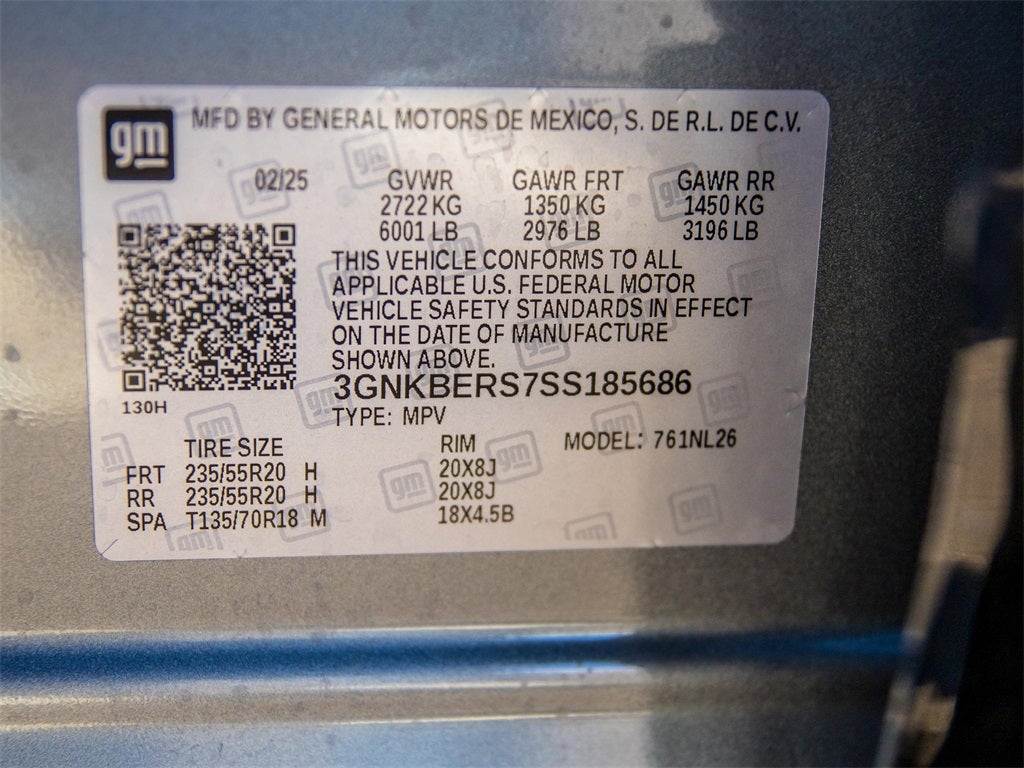 gm MFD BY GENERAL MOTORS DE MEXICO, S. DE R.L. DE C.V.
02/25 GVWR GAWR FRT GAWR RR
2722 KG 1350 KG 1450 KG
6001 LB 2976 LB 3196 LB
THIS VEHICLE CONFORMS TO ALL
APPLICABLE U.S. FEDERAL MOTOR
VEHICLE SAFETY STANDARDS IN EFFECT
ON THE DATE OF MANUFACTURE
SHOWN ABOVE.
3GNKBERS7SS185686
130H
TYPE: MPV
TIRE SIZE RIM MODEL: 761NL26
FRT 235/55R20 H 20X8J
RR 235/55R20 H 20X8J
SPA T135/70R18 M 18X4.5B